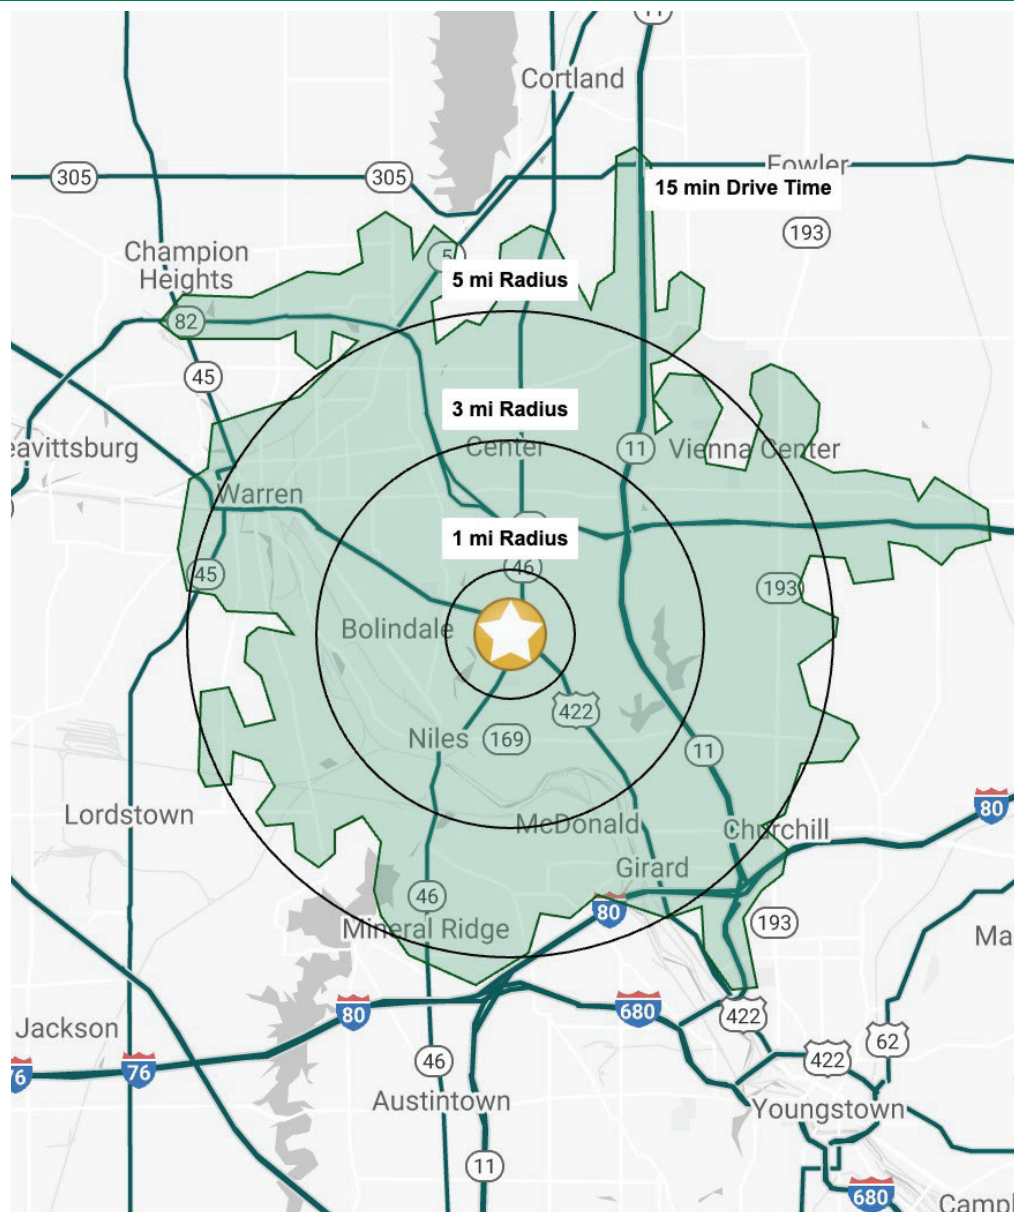 11
Cortland
305
305
Fowler
15 min Drive Time
193
Champion
Heights
5
5 mi Radius
82
45
3 mi Radius
eavittsburg
Center
11
Vienna Center
Warren
1 mi Radius
46
45
193
Bolindale
422
Niles
169
11
Lordstown
McDonald
Churchill
80
Girard
46
80
193
Mineral Ridge
Ma
80
680
422
Jackson
62
76
76
46
422
Austintown
Youngstown
11
680
Campb